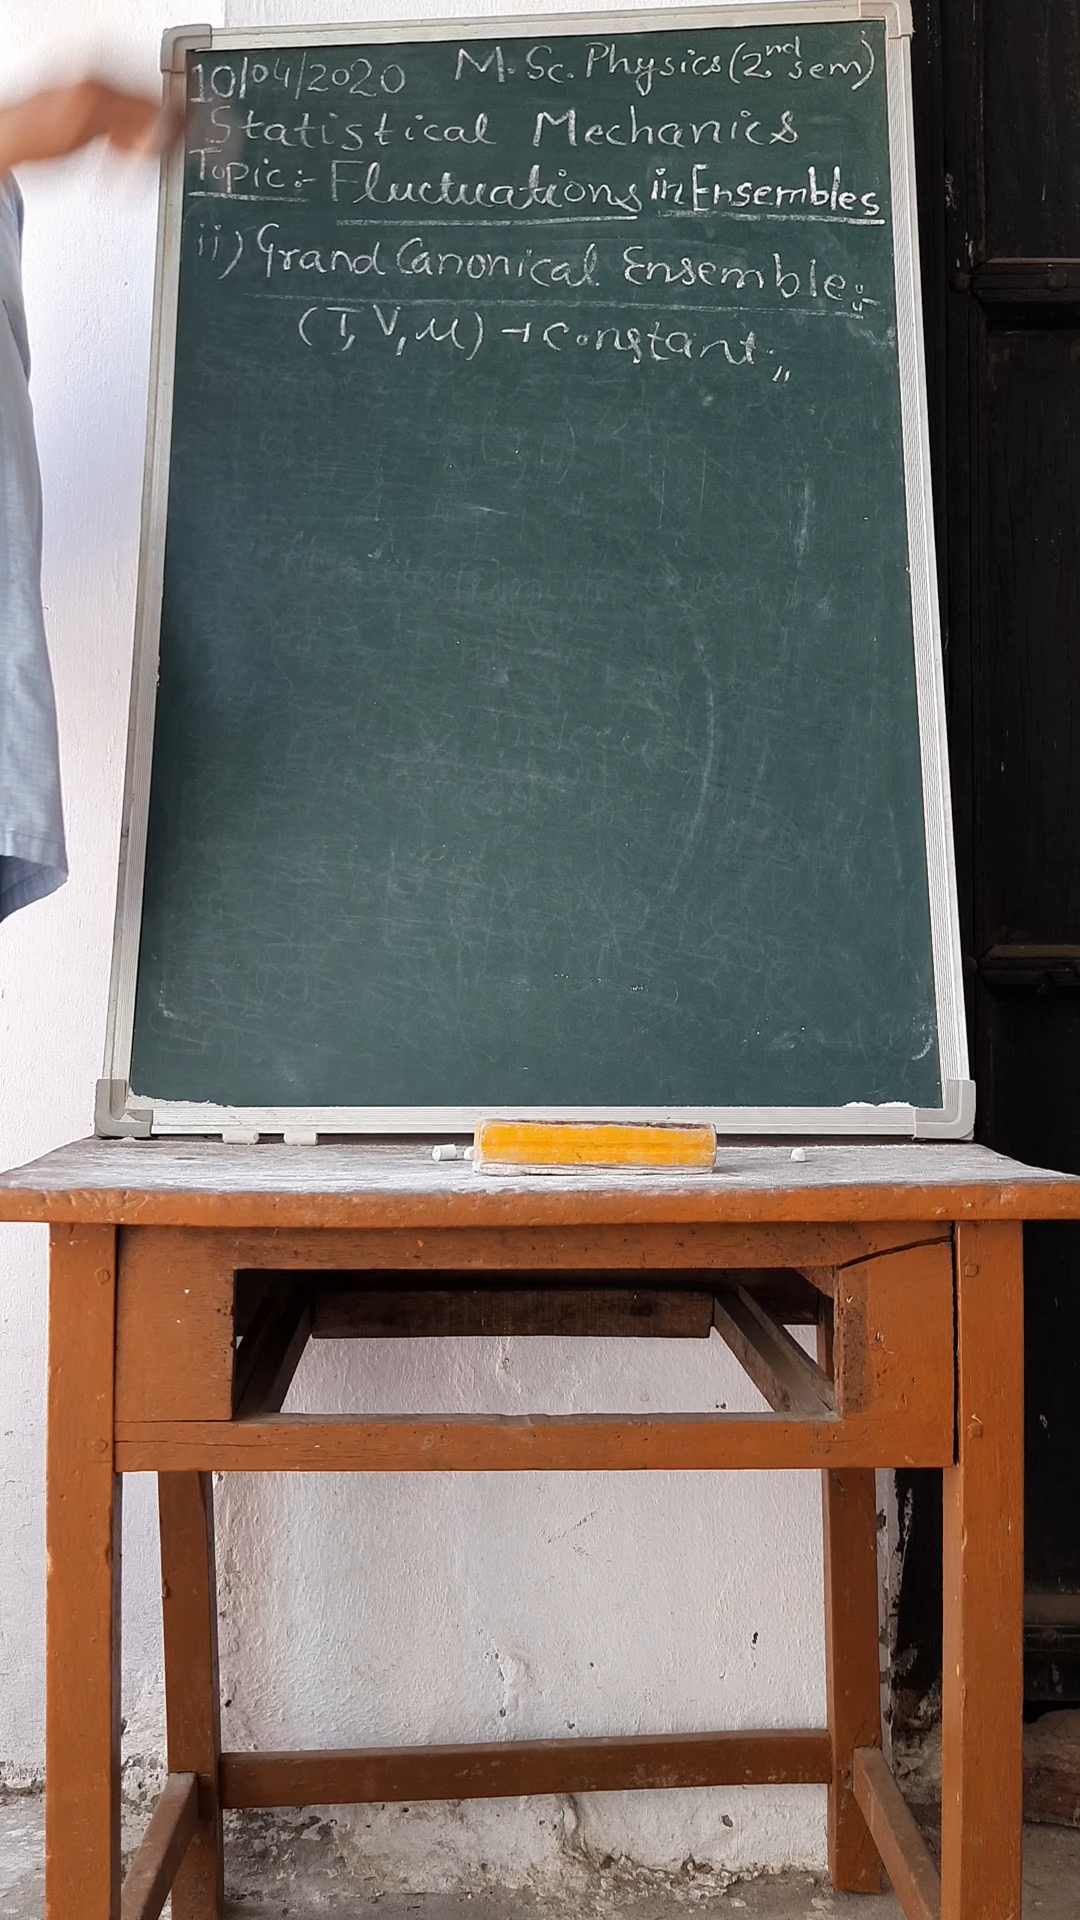 10/04/2020 M.Sc. Physics (2nd sem)
Statistical Mechanics
Topic:- Fluctuations in Ensembles
ii) Grand Canonical Ensemble:-
(T, V, μ) → Constant